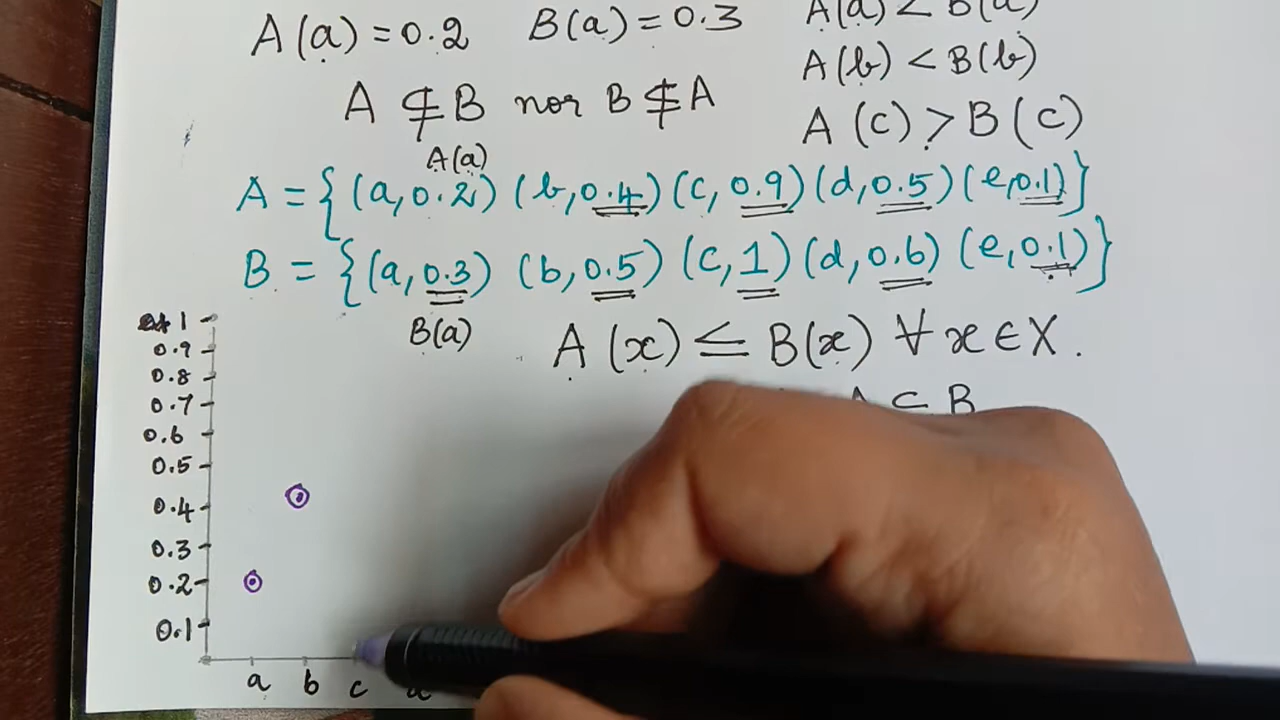 A(a) = 0.2 B(a) = 0.3 A(a) < B(a)
A(b) < B(b)
A ⊄ B nor B ⊄ A
A(c) > B(c)
A(a)
A = {(a, 0.2) (b, 0.4) (c, 0.9) (d, 0.5) (e, 0.1)}
B = {(a, 0.3) (b, 0.5) (c, 1) (d, 0.6) (e, 0.1)}
B(a)
A(x) ≤ B(x) ∀ x ∈ X.
A ⊂ B
1
0.9
0.8
0.7
0.6
0.5
0.4
0.3
0.2
0.1
a b c d